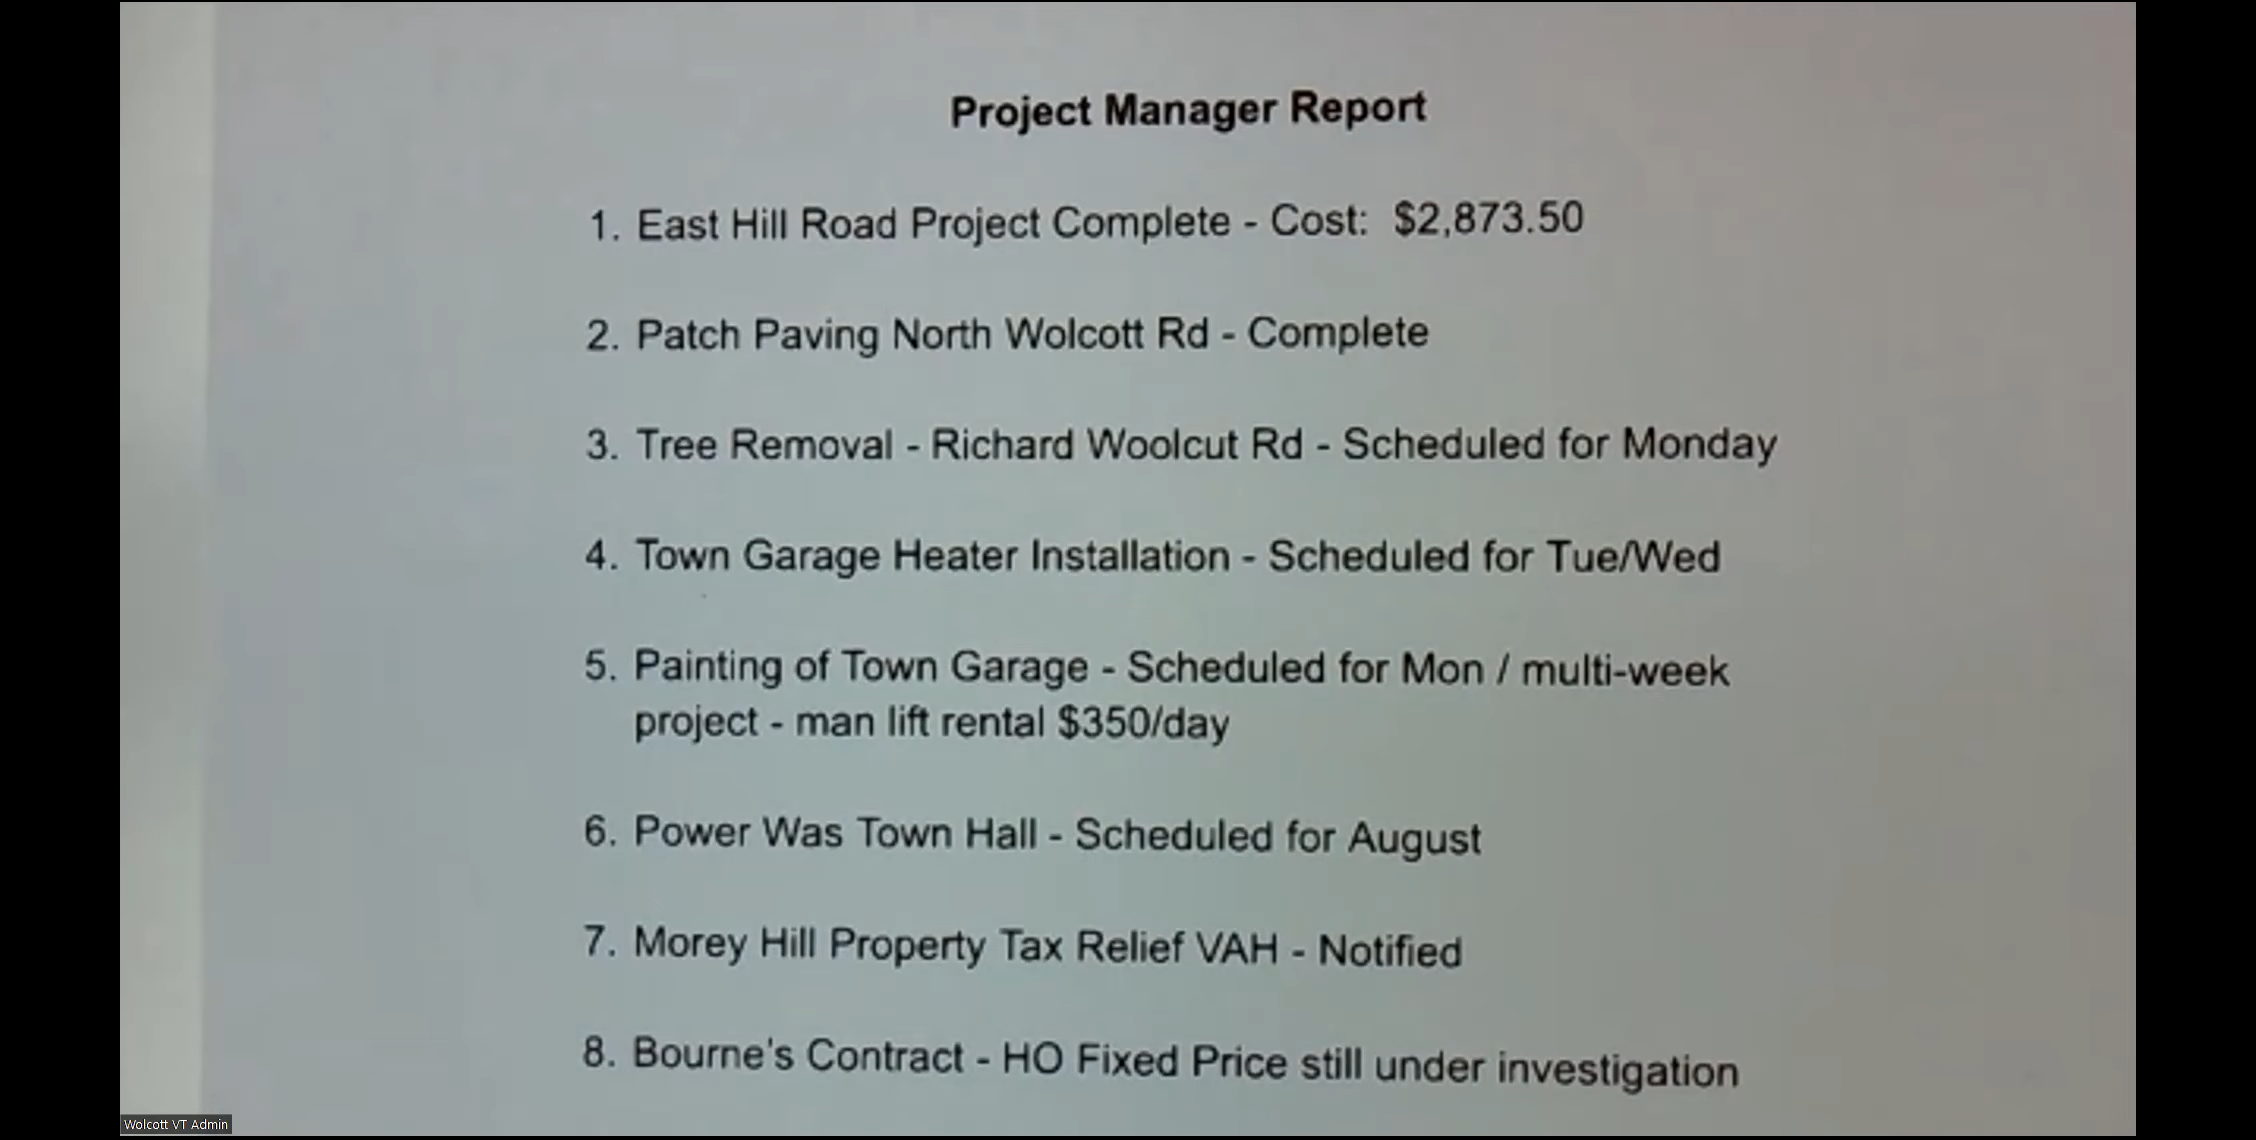 Project Manager Report
1. East Hill Road Project Complete - Cost: $2,873.50
2. Patch Paving North Wolcott Rd - Complete
3. Tree Removal - Richard Woolcut Rd - Scheduled for Monday
4. Town Garage Heater Installation - Scheduled for Tue/Wed
5. Painting of Town Garage - Scheduled for Mon / multi-week
project - man lift rental $350/day
6. Power Was Town Hall - Scheduled for August
7. Morey Hill Property Tax Relief VAH - Notified
8. Bourne's Contract - HO Fixed Price still under investigation
Wolcott VT Admin